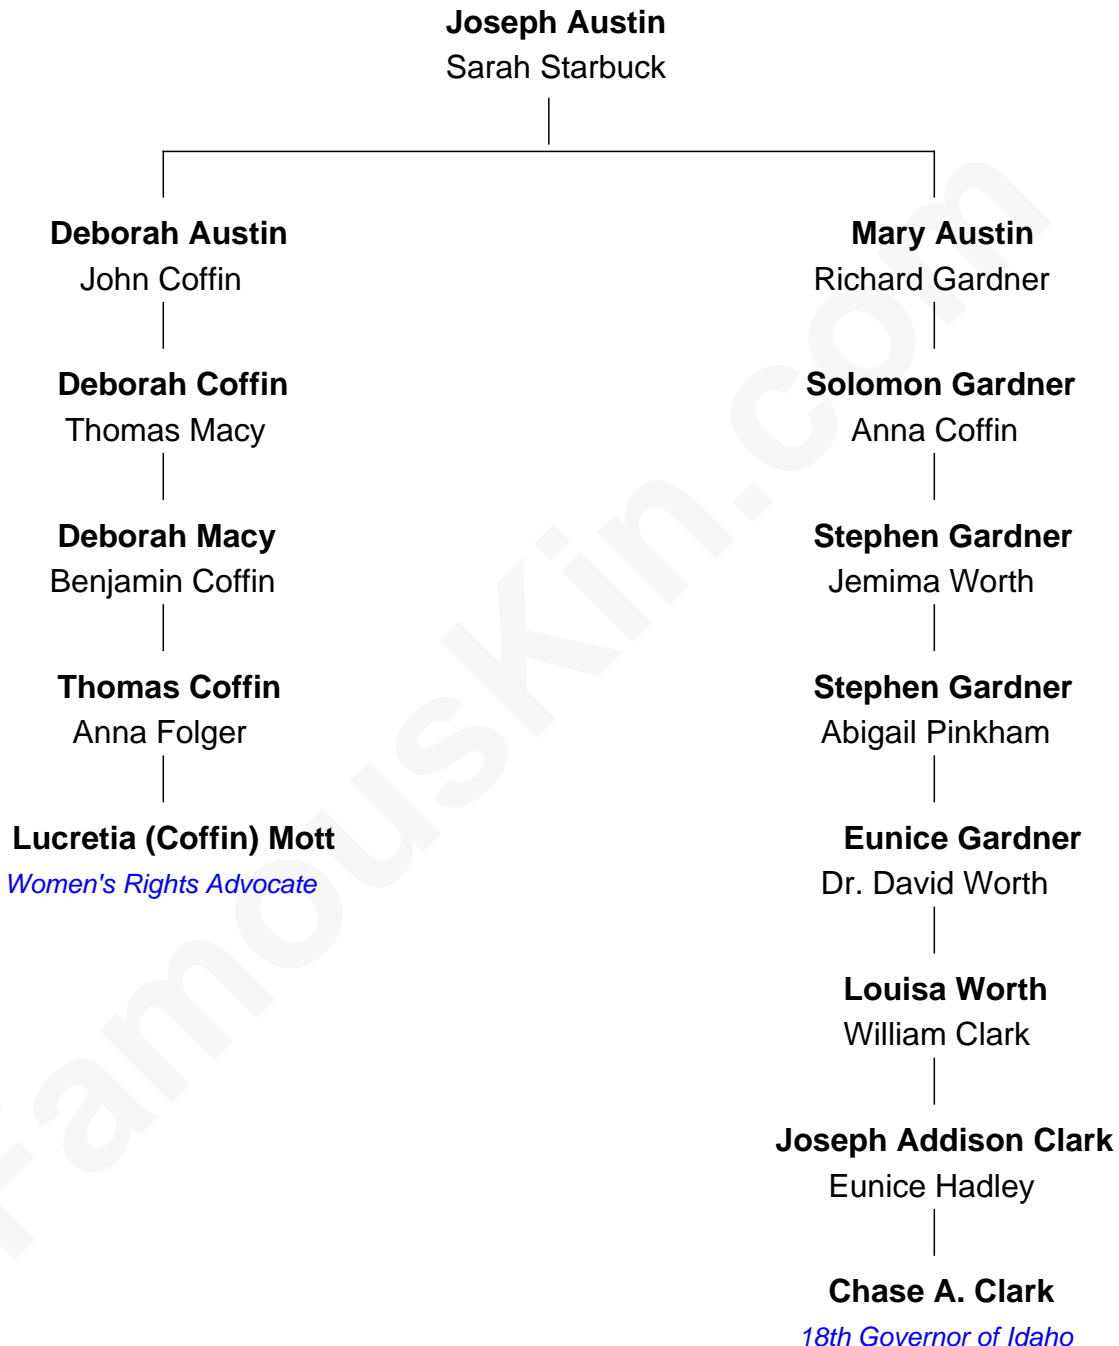 Joseph Austin
Sarah Starbuck
Deborah Austin
John Coffin
Mary Austin
Richard Gardner
Deborah Coffin
Thomas Macy
Solomon Gardner
Anna Coffin
Deborah Macy
Benjamin Coffin
Stephen Gardner
Jemima Worth
Thomas Coffin
Anna Folger
Stephen Gardner
Abigail Pinkham
Lucretia (Coffin) Mott
Women's Rights Advocate
Eunice Gardner
Dr. David Worth
Louisa Worth
William Clark
Joseph Addison Clark
Eunice Hadley
Chase A. Clark
18th Governor of Idaho
FamousKin.com